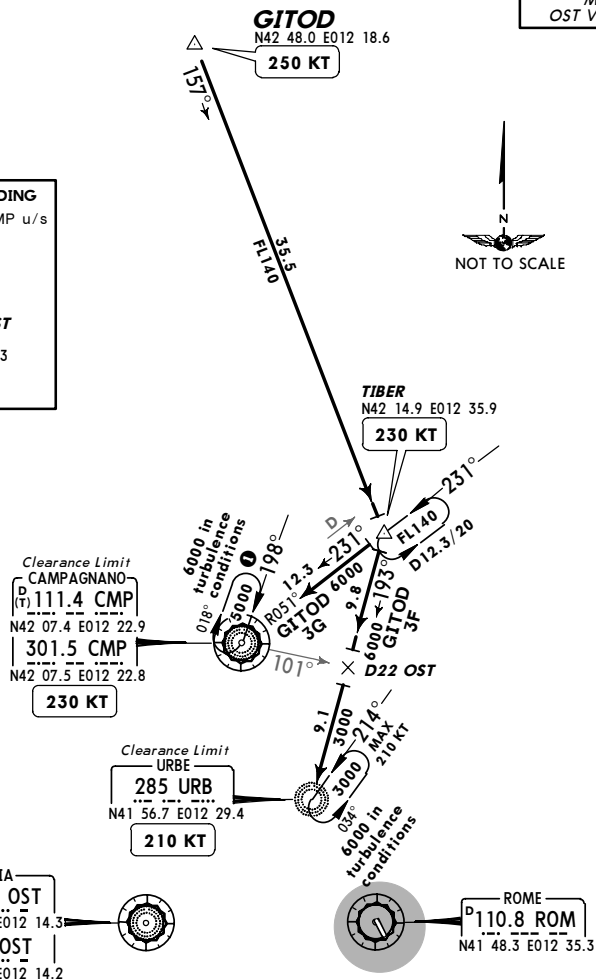 M
OST V
GITOD
N42 48.0 E012 18.6
250 KT
157°
DING
MP u/s
ST
3
35.5
FL140
N
NOT TO SCALE
TIBER
N42 14.9 E012 35.9
230 KT
231°
FL140
D12.3/20
D
231°
12.3
6000
R051°
GITOD
3G
193°
9.8
6000
GITOD
3F
6000 in
turbulence
conditions
1
198°
5000
018°
Clearance Limit
CAMPAGNANO
D
(T) 111.4 CMP
N42 07.4 E012 22.9
301.5 CMP
N42 07.5 E012 22.8
230 KT
101°
D22 OST
9.1
3000
214°
MAX
210 KT
3000
034°
6000 in
turbulence
conditions
Clearance Limit
URBE
285 URB
N41 56.7 E012 29.4
210 KT
IA
OST
E012 14.3
OST
E012 14.2
ROME
D 110.8 ROM
N41 48.3 E012 35.3